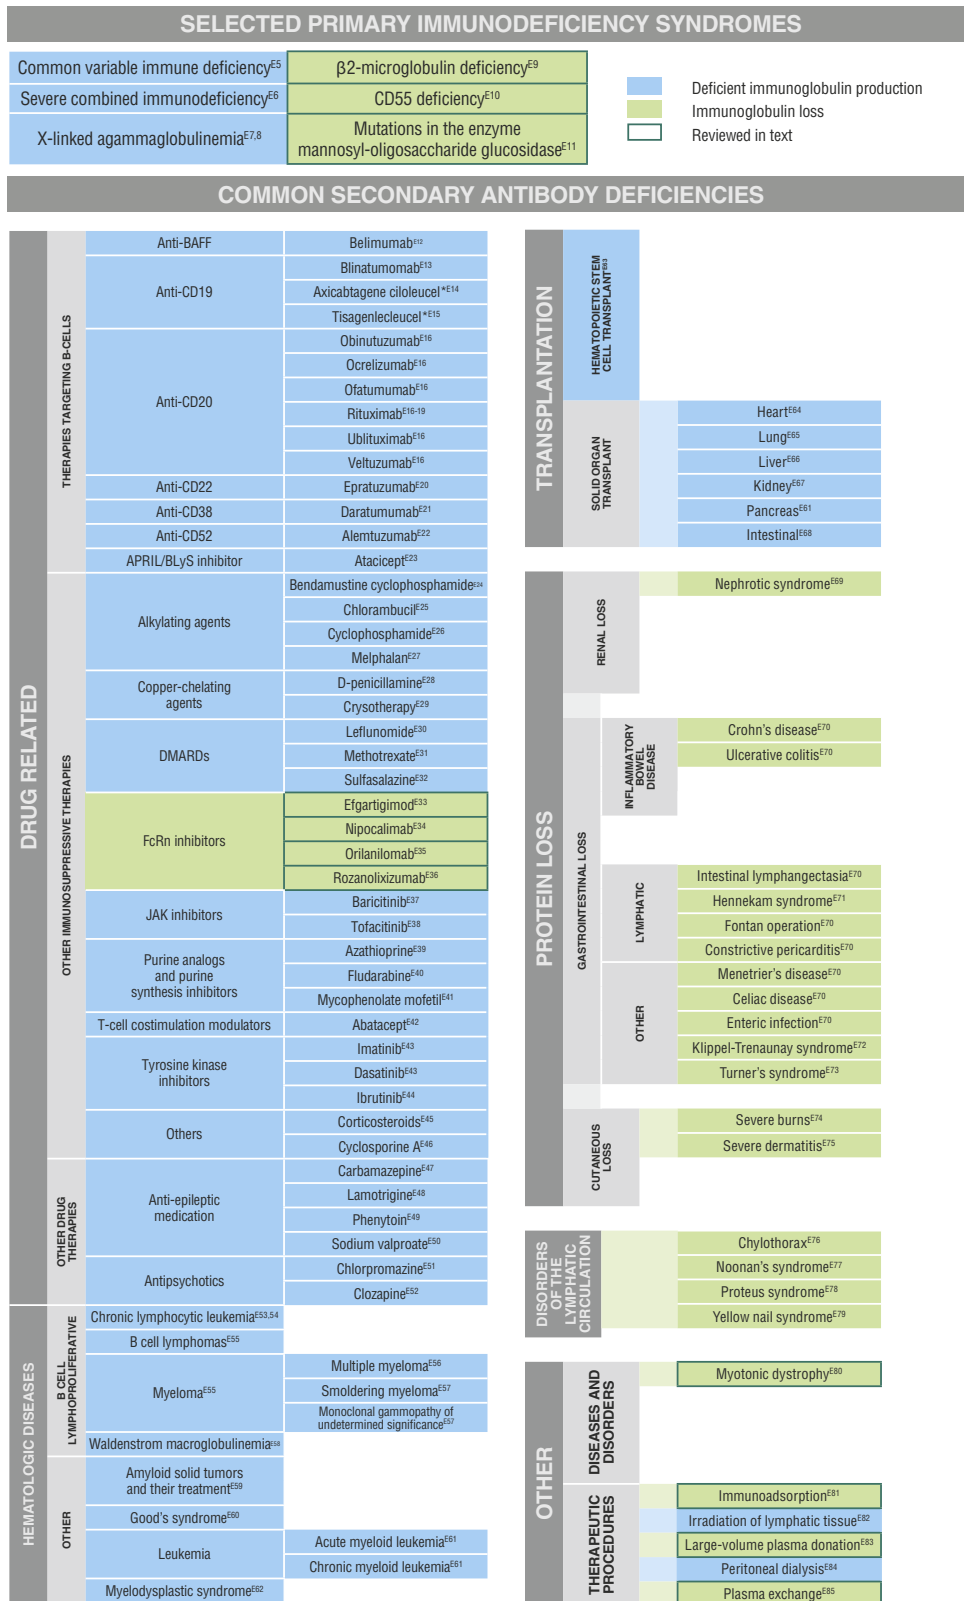 SELECTED PRIMARY IMMUNODEFICIENCY SYNDROMES
Common variable immune deficiencyE5
β2-microglobulin deficiencyE9
Severe combined immunodeficiencyE6
CD55 deficiencyE10
X-linked agammaglobulinemiaE7,8
Mutations in the enzyme
mannosyl-oligosaccharide glucosidaseE11
Deficient immunoglobulin production
Immunoglobulin loss
Reviewed in text
COMMON SECONDARY ANTIBODY DEFICIENCIES
DRUG RELATED
THERAPIES TARGETING B-CELLS
Anti-BAFF
BelimumabE12
Anti-CD19
BlinatumomabE13
Axicabtagene ciloleucel*E14
Tisagenlecleucel*E15
Anti-CD20
ObinutuzumabE16
OcrelizumabE16
OfatumumabE16
RituximabE16-19
UblituximabE16
VeltuzumabE16
Anti-CD22
EpratuzumabE20
Anti-CD38
DaratumumabE21
Anti-CD52
AlemtuzumabE22
APRIL/BLyS inhibitor
AtaciceptE23
OTHER IMMUNOSUPPRESSIVE THERAPIES
Alkylating agents
Bendamustine cyclophosphamideE24
ChlorambucilE25
CyclophosphamideE26
MelphalanE27
Copper-chelating
agents
D-penicillamineE28
CrysotherapyE29
DMARDs
LeflunomideE30
MethotrexateE31
SulfasalazineE32
FcRn inhibitors
EfgartigimodE33
NipocalimabE34
OrilanilomabE35
RozanolixizumabE36
JAK inhibitors
BaricitinibE37
TofacitinibE38
Purine analogs
and purine
synthesis inhibitors
AzathioprineE39
FludarabineE40
Mycophenolate mofetilE41
T-cell costimulation modulators
AbataceptE42
Tyrosine kinase
inhibitors
ImatinibE43
DasatinibE43
IbrutinibE44
Others
CorticosteroidsE45
Cyclosporine AE46
OTHER DRUG
THERAPIES
Anti-epileptic
medication
CarbamazepineE47
LamotrigineE48
PhenytoinE49
Sodium valproateE50
Antipsychotics
ChlorpromazineE51
ClozapineE52
HEMATOLOGIC DISEASES
B CELL
LYMPHOPROLIFERATIVE
Chronic lymphocytic leukemiaE53,54
B cell lymphomasE55
MyelomaE55
Multiple myelomaE56
Smoldering myelomaE57
Monoclonal gammopathy of
undetermined significanceE57
Waldenstrom macroglobulinemiaE58
OTHER
Amyloid solid tumors
and their treatmentE59
Good's syndromeE60
Leukemia
Acute myeloid leukemiaE61
Chronic myeloid leukemiaE61
Myelodysplastic syndromeE62
TRANSPLANTATION
HEMATOPOIETIC STEM
CELL TRANSPLANTE63
SOLID ORGAN
TRANSPLANT
HeartE64
LungE65
LiverE66
KidneyE67
PancreasE61
IntestinalE68
PROTEIN LOSS
RENAL LOSS
Nephrotic syndromeE69
GASTROINTESTINAL LOSS
INFLAMMATORY
BOWEL
DISEASE
Crohn's diseaseE70
Ulcerative colitisE70
LYMPHATIC
Intestinal lymphangectasiaE70
Hennekam syndromeE71
Fontan operationE70
Constrictive pericarditisE70
OTHER
Menetrier's diseaseE70
Celiac diseaseE70
Enteric infectionE70
Klippel-Trenaunay syndromeE72
Turner's syndromeE73
CUTANEOUS
LOSS
Severe burnsE74
Severe dermatitisE75
DISORDERS
OF THE
LYMPHATIC
CIRCULATION
ChylothoraxE76
Noonan's syndromeE77
Proteus syndromeE78
Yellow nail syndromeE79
OTHER
DISEASES AND
DISORDERS
Myotonic dystrophyE80
THERAPEUTIC
PROCEDURES
ImmunoadsorptionE81
Irradiation of lymphatic tissueE82
Large-volume plasma donationE83
Peritoneal dialysisE84
Plasma exchangeE85